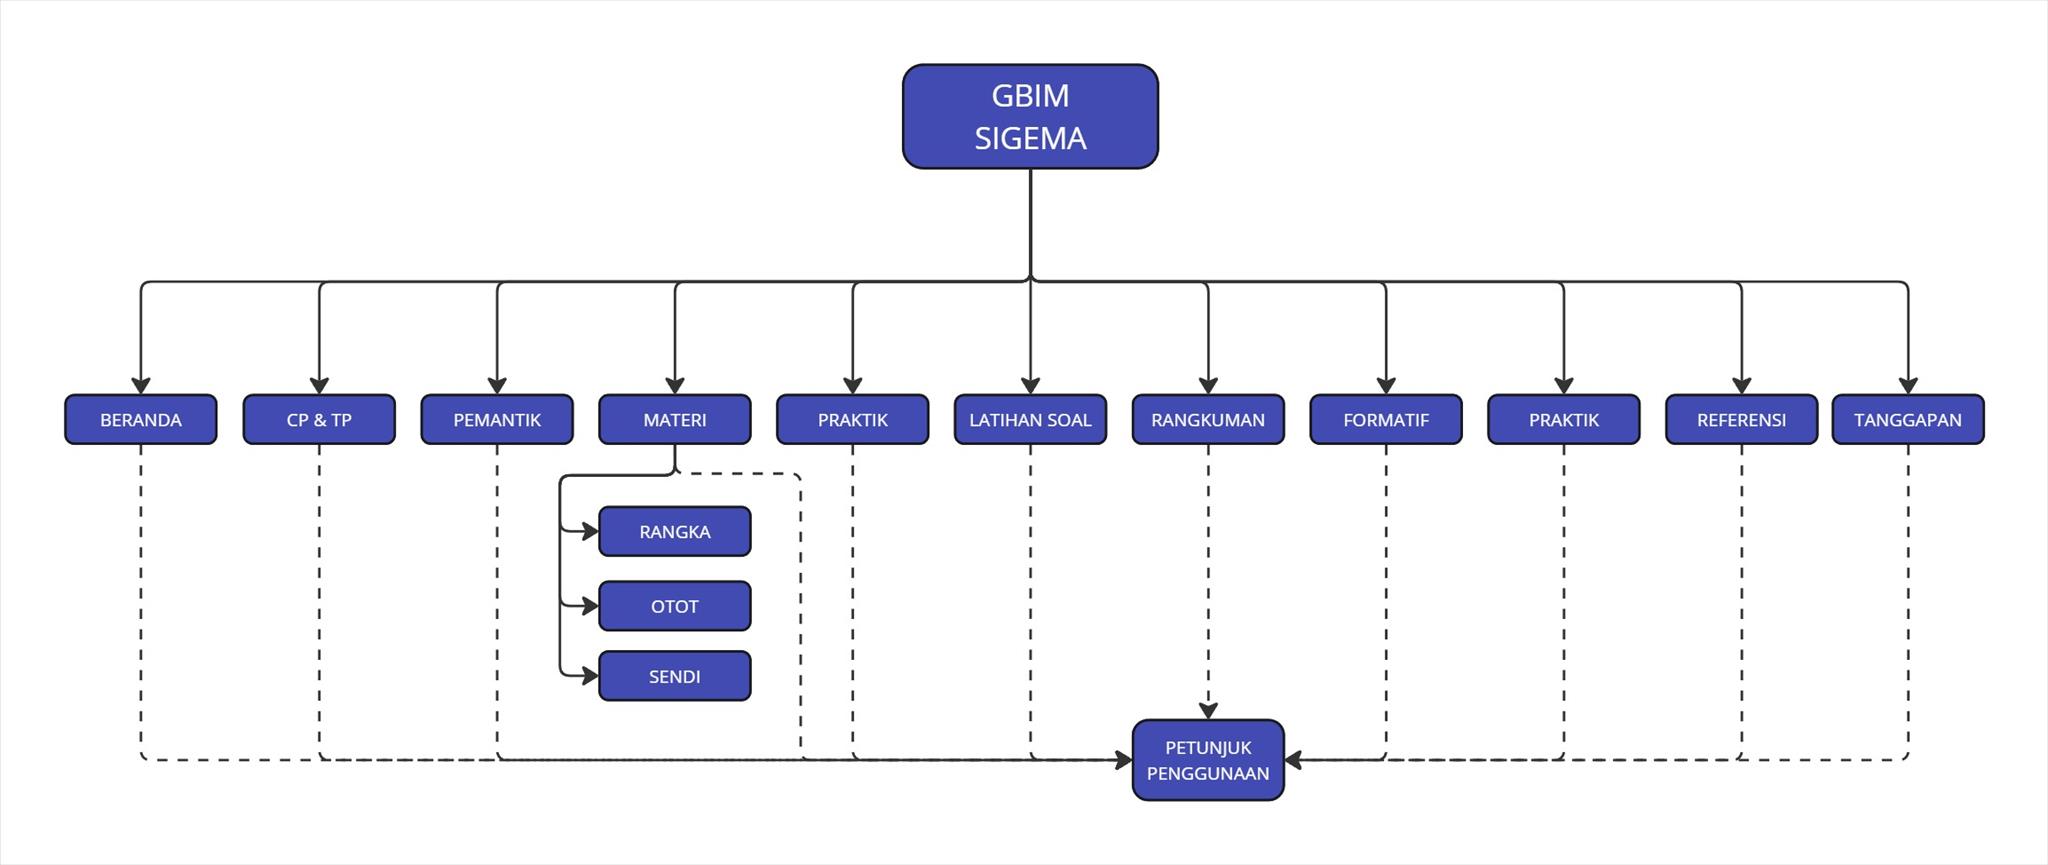 GBIM
SIGEMA
BERANDA
CP & TP
PEMANTIK
MATERI
PRAKTIK
LATIHAN SOAL
RANGKUMAN
FORMATIF
PRAKTIK
REFERENSI
TANGGAPAN
RANGKA
OTOT
SENDI
PETUNJUK
PENGGUNAAN